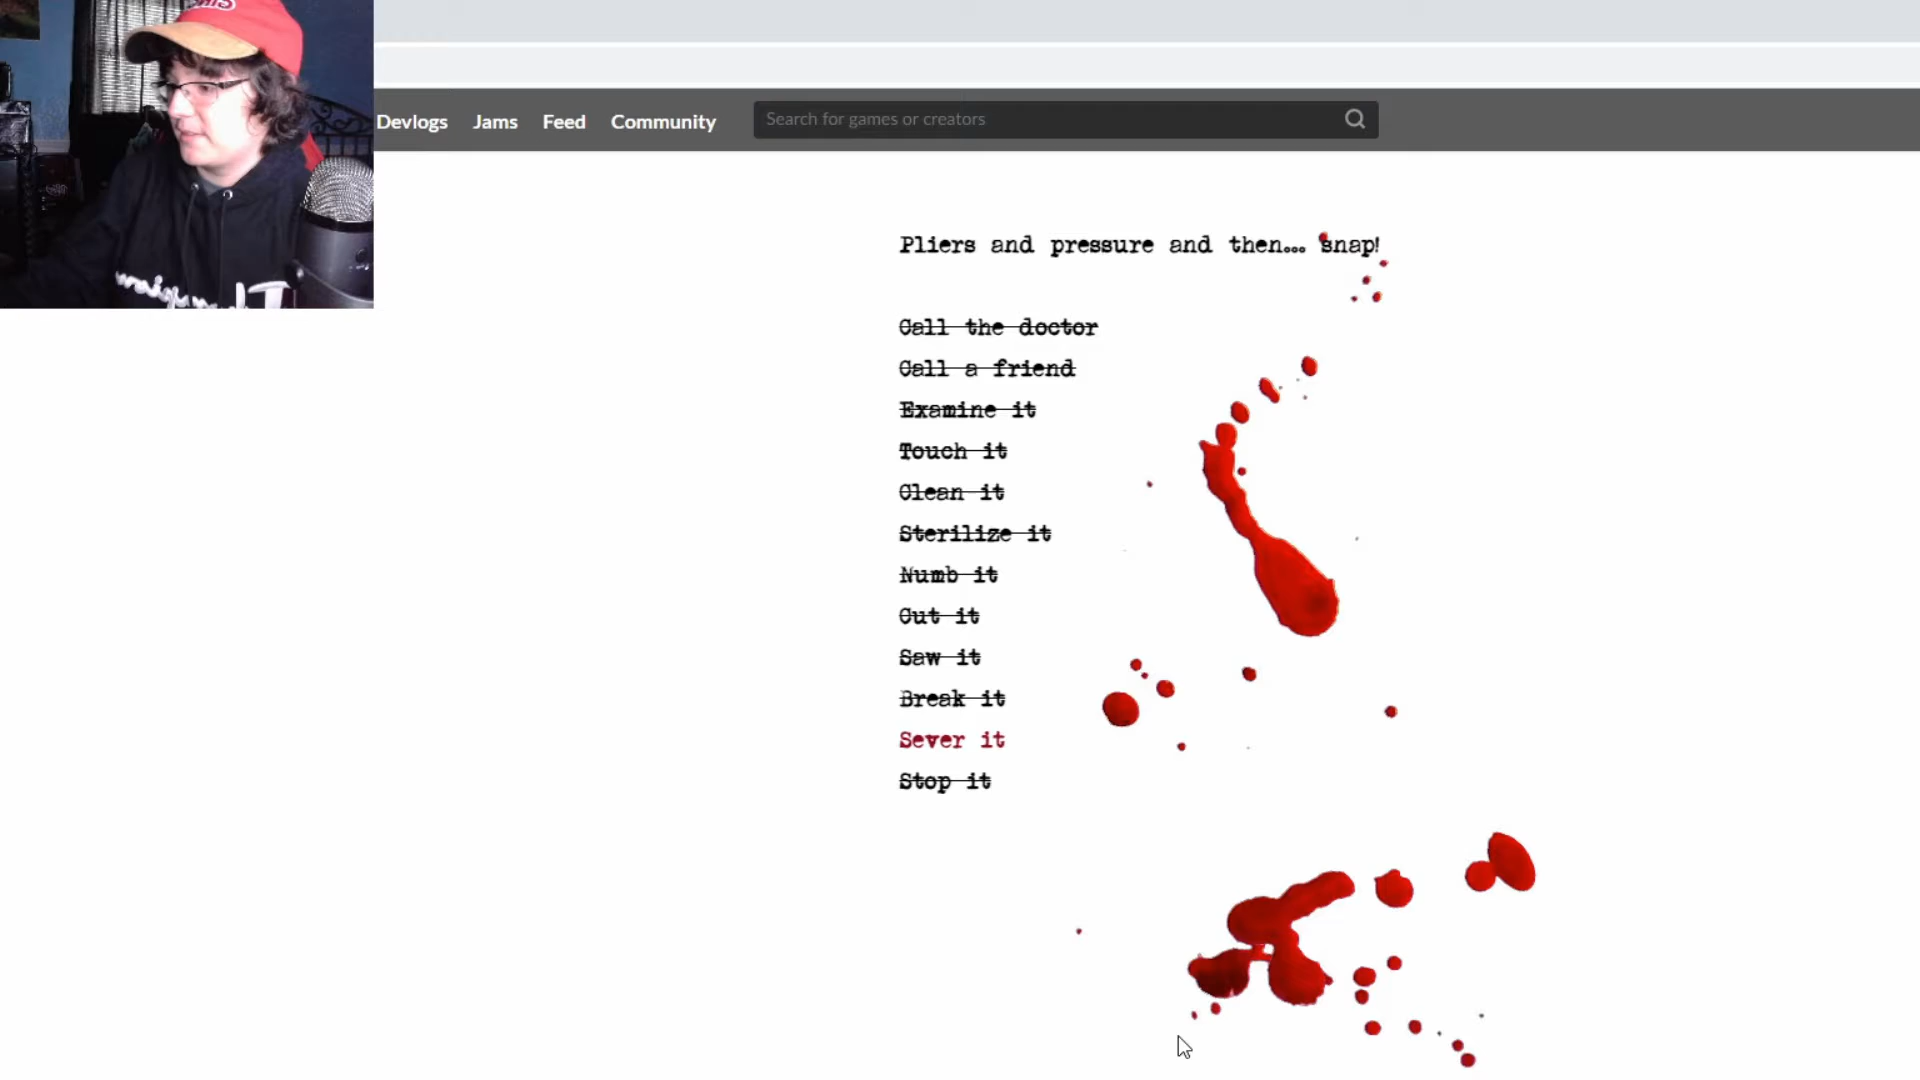 Devlogs Jams Feed Community Search for games or creators
Pliers and pressure and then... snap!
Call the doctor
Call a friend
Examine it
Touch it
Clean it
Sterilize it
Numb it
Cut it
Saw it
Break it
Sever it
Stop it